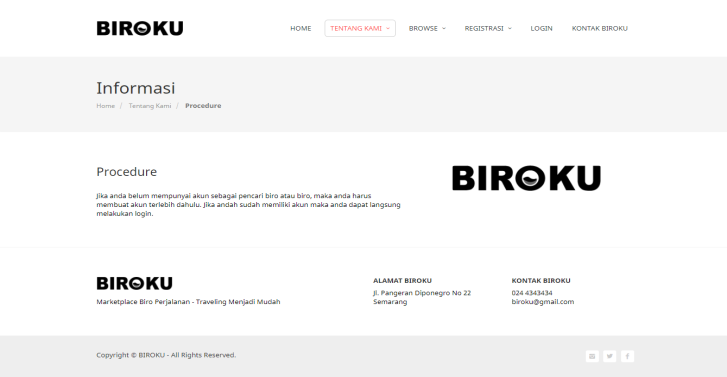 BIROKU
HOME TENTANG KAMI BROWSE REGISTRASI LOGIN KONTAK BIROKU
Informasi
Home / Tentang Kami / Procedure
Procedure
Jika anda belum mempunyai akun sebagai pencari biro atau biro, maka anda harus
membuat akun terlebih dahulu. Jika andah sudah memiliki akun maka anda dapat langsung
melakukan login.
BIROKU
BIROKU
Marketplace Biro Perjalanan - Traveling Menjadi Mudah
ALAMAT BIROKU
Jl. Pangeran Diponegro No 22
Semarang
KONTAK BIROKU
024 4343434
biroku@gmail.com
Copyright © BIROKU - All Rights Reserved.